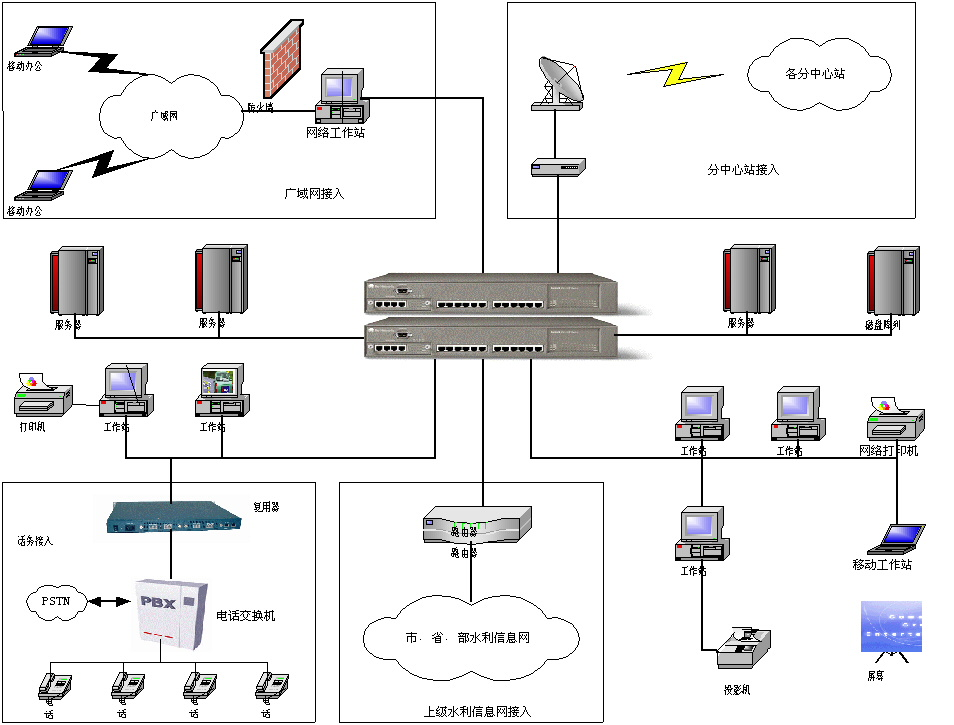 移动办公
广域网
防火墙
网络工作站
移动办公
广域网接入
各分中心站
分中心站接入
服务器
服务器
服务器
磁盘阵列
打印机
工作站
工作站
工作站
工作站
网络打印机
复用器
话务接入
PSTN
PBX
电话交换机
话
话
话
话
路由器
路由器
市．省．部水利信息网
上级水利信息网接入
工作站
移动工作站
投影机
屏幕